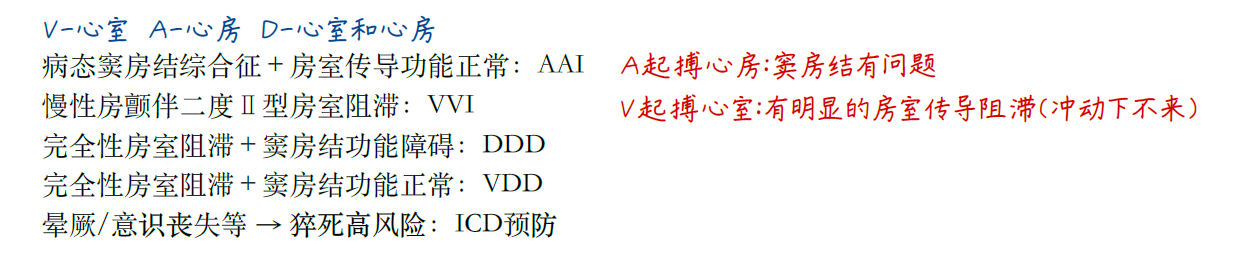 V-心室 A-心房 D-心室和心房
病态窦房结综合征 + 房室传导功能正常：AAI A起搏心房:窦房结有问题
慢性房颤伴二度Ⅱ型房室阻滞：VVI V起搏心室:有明显的房室传导阻滞(冲动下不来)
完全性房室阻滞 + 窦房结功能障碍：DDD
完全性房室阻滞 + 窦房结功能正常：VDD
晕厥/意识丧失等 → 猝死高风险：ICD预防